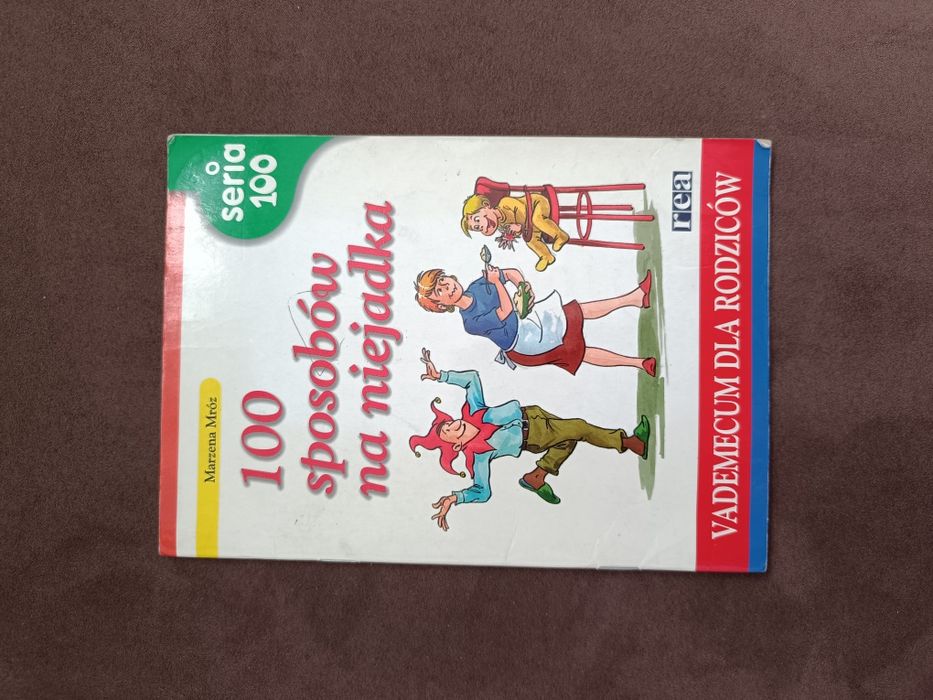 seria
100
Marzena Mróz
100
sposobów
na niejadka
rea
VADEMECUM DLA RODZICÓW